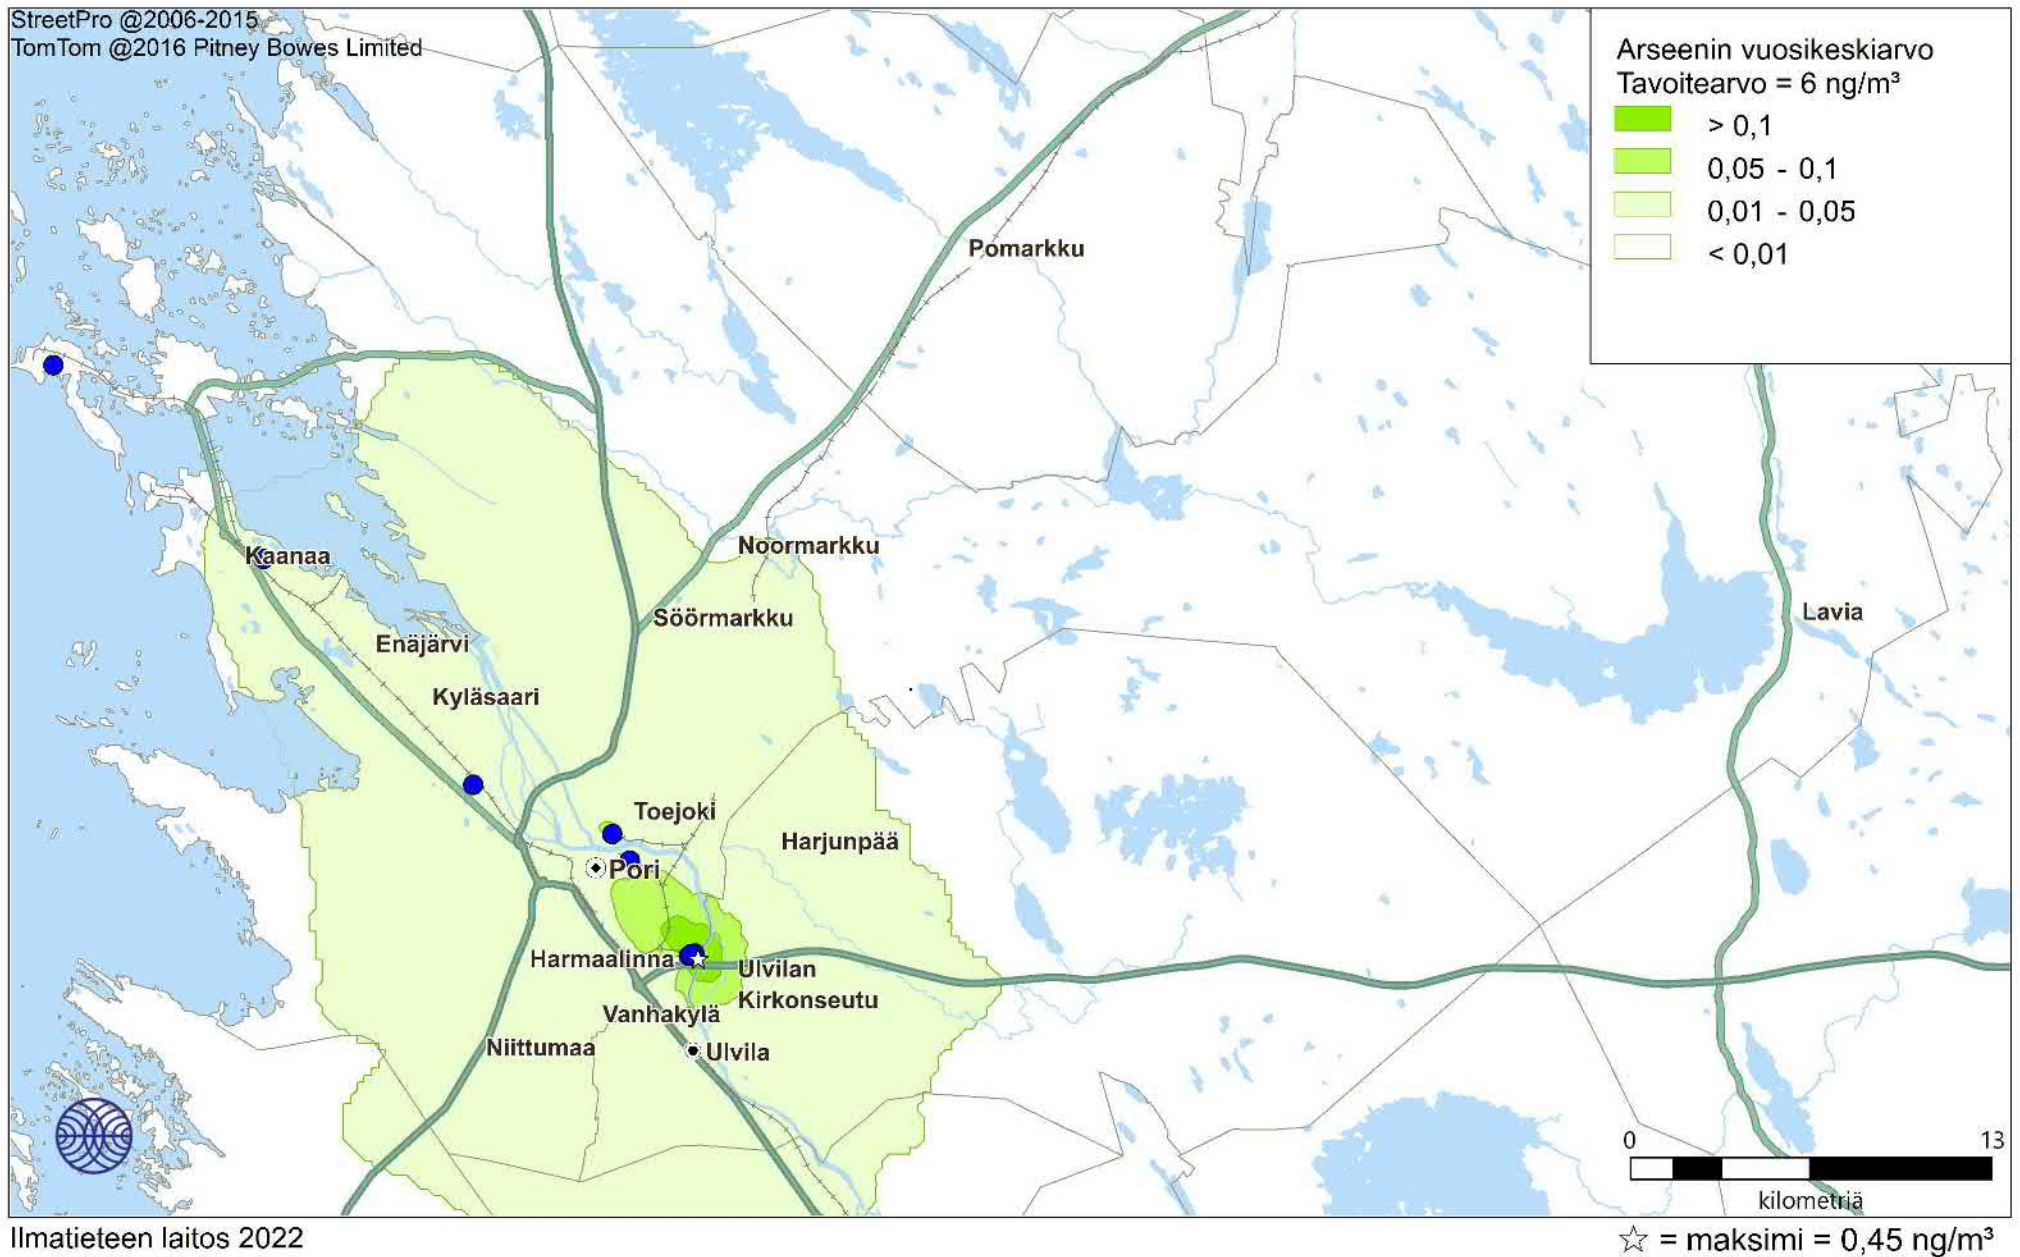 StreetPro @2006-2015
TomTom @2016 Pitney Bowes Limited
Arseenin vuosikeskiarvo
Tavoitearvo = 6 ng/m³
> 0,1
0,05 - 0,1
0,01 - 0,05
< 0,01
Pomarkku
Noormarkku
Kaanaa
Söörmarkku
Lavia
Enäjärvi
Kyläsaari
Toejoki
Harjunpää
Pori
Harmaalinna
Ulvilan
Kirkonseutu
Vanhakylä
Niittumaa
Ulvila
0 13
kilometriä
Ilmatieteen laitos 2022
☆ = maksimi = 0,45 ng/m³